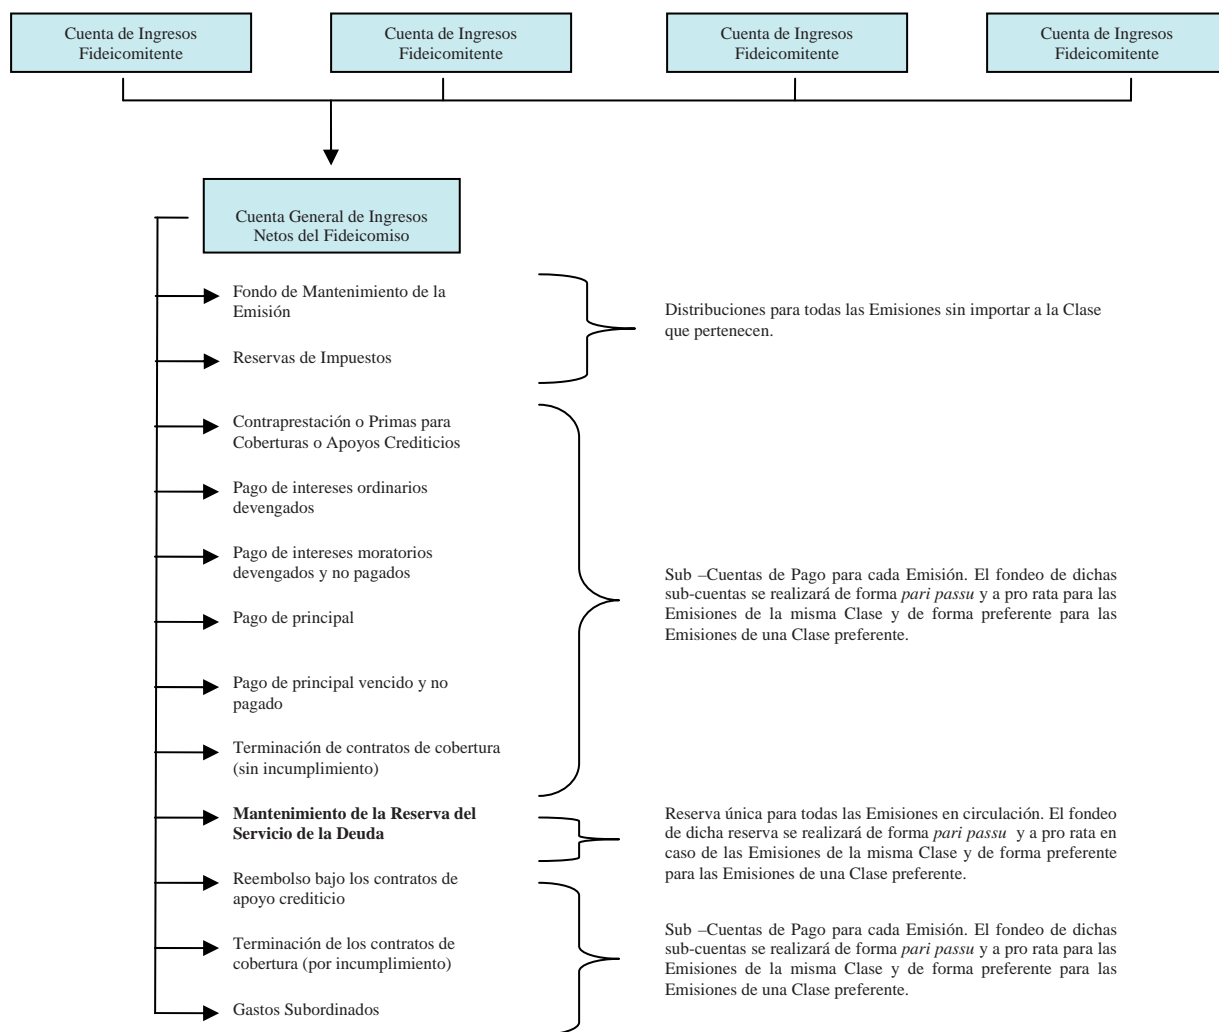 Cuenta de Ingresos
Fideicomitente
Cuenta de Ingresos
Fideicomitente
Cuenta de Ingresos
Fideicomitente
Cuenta de Ingresos
Fideicomitente
Cuenta General de Ingresos
Netos del Fideicomiso
Fondo de Mantenimiento de la
Emisión
Reservas de Impuestos
Distribuciones para todas las Emisiones sin importar a la Clase
que pertenecen.
Contraprestación o Primas para
Coberturas o Apoyos Crediticios
Pago de intereses ordinarios
devengados
Pago de intereses moratorios
devengados y no pagados
Pago de principal
Pago de principal vencido y no
pagado
Terminación de contratos de cobertura
(sin incumplimiento)
Sub –Cuentas de Pago para cada Emisión. El fondeo de dichas
sub-cuentas se realizará de forma pari passu y a pro rata para las
Emisiones de la misma Clase y de forma preferente para las
Emisiones de una Clase preferente.
Mantenimiento de la Reserva del
Servicio de la Deuda
Reserva única para todas las Emisiones en circulación. El fondeo
de dicha reserva se realizará de forma pari passu y a pro rata en
caso de las Emisiones de la misma Clase y de forma preferente
para las Emisiones de una Clase preferente.
Reembolso bajo los contratos de
apoyo crediticio
Terminación de los contratos de
cobertura (por incumplimiento)
Gastos Subordinados
Sub –Cuentas de Pago para cada Emisión. El fondeo de dichas
sub-cuentas se realizará de forma pari passu y a pro rata para las
Emisiones de la misma Clase y de forma preferente para las
Emisiones de una Clase preferente.